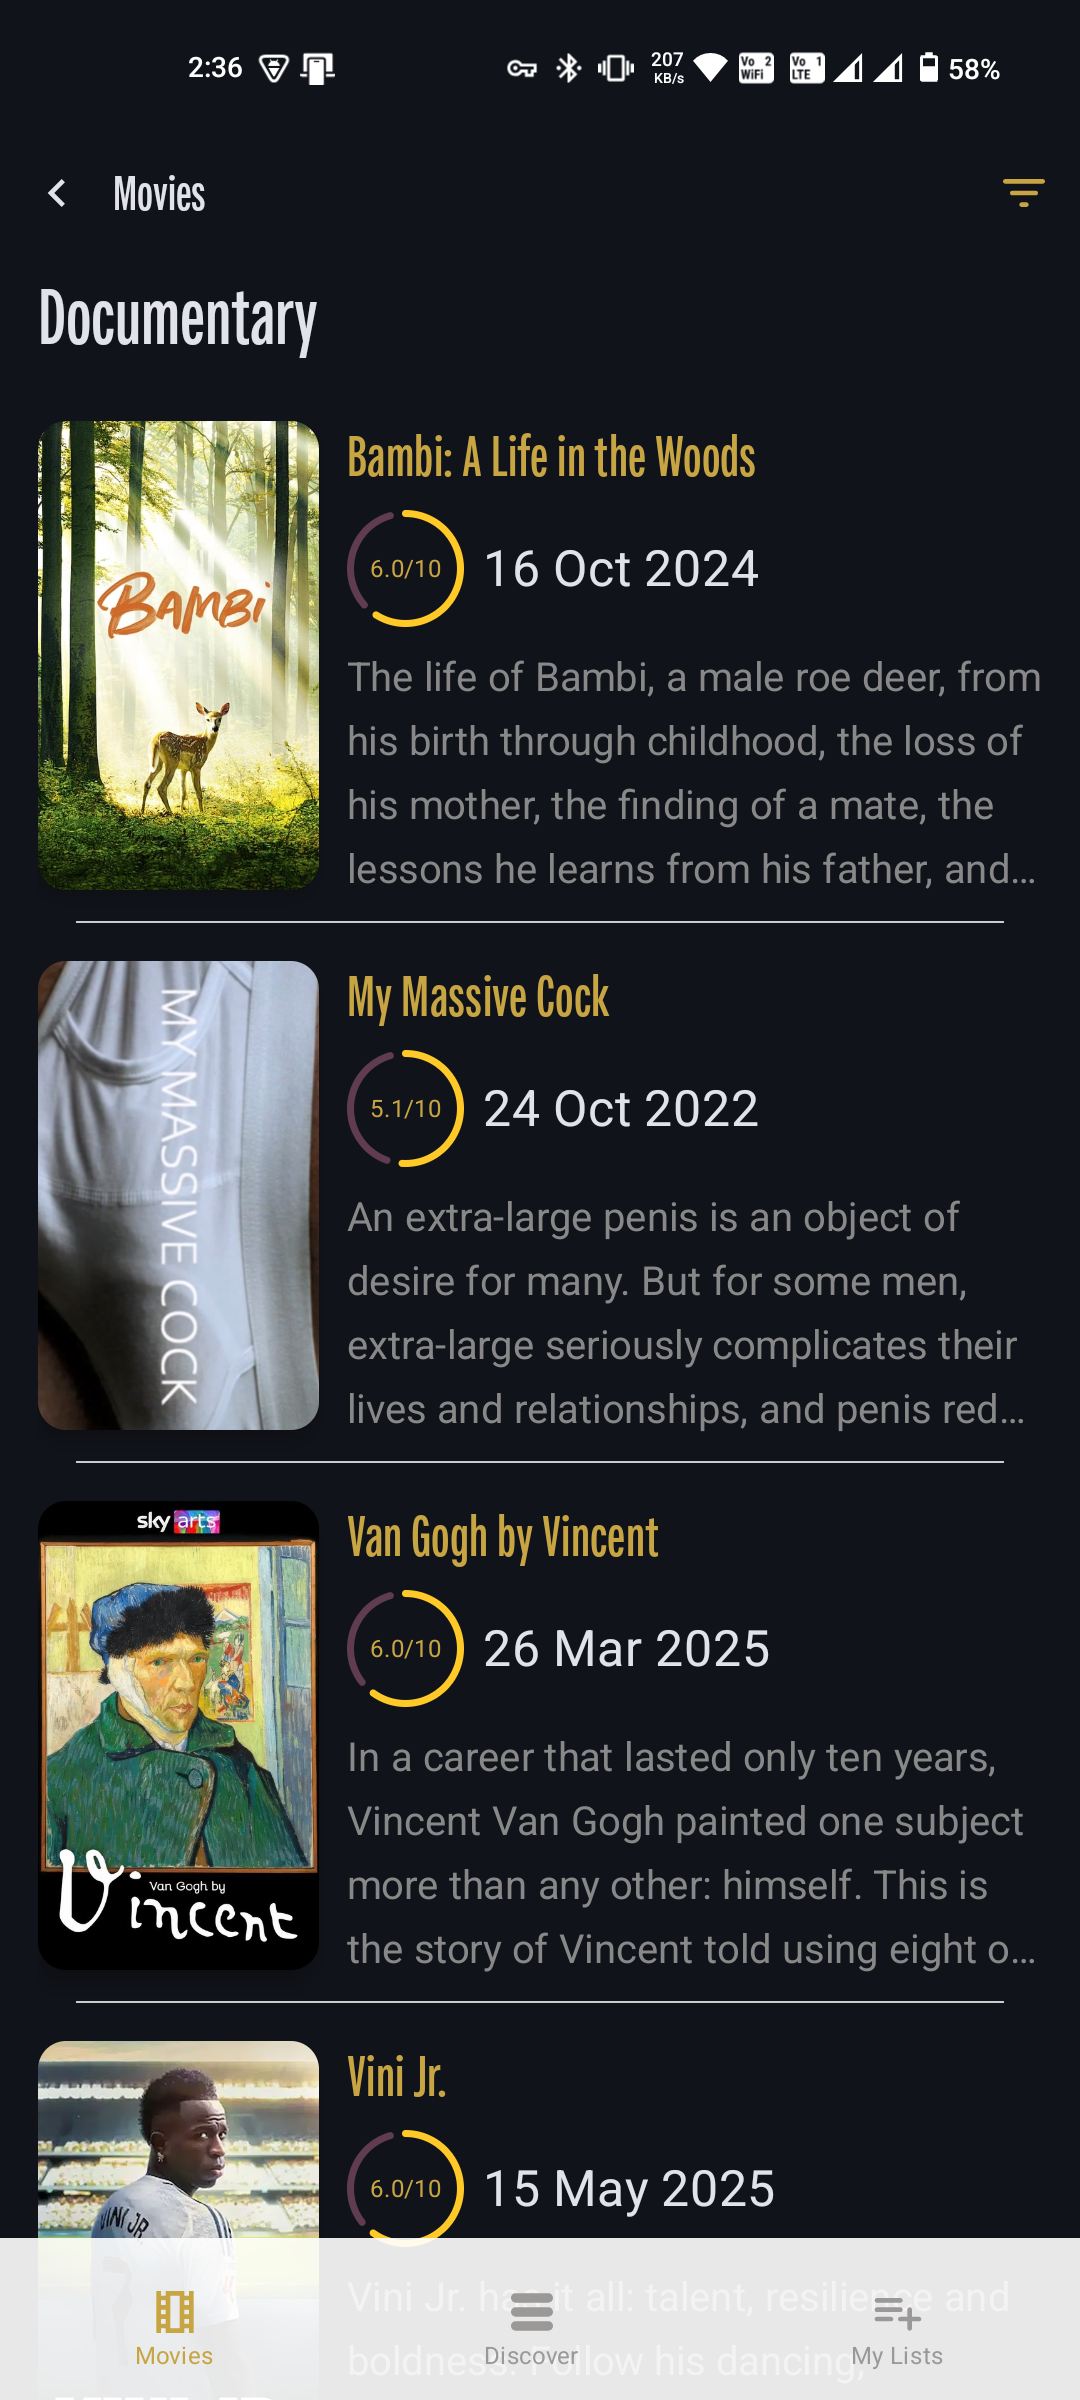 2:36
207 KB/s
Vo 2 WiFi
Vo 1 LTE
58%
Movies
Documentary
BAMBI
Bambi: A Life in the Woods
6.0/10
16 Oct 2024
The life of Bambi, a male roe deer, from
his birth through childhood, the loss of
his mother, the finding of a mate, the
lessons he learns from his father, and...
MY MASSIVE COCK
My Massive Cock
5.1/10
24 Oct 2022
An extra-large penis is an object of
desire for many. But for some men,
extra-large seriously complicates their
lives and relationships, and penis red...
sky arts
Van Gogh by
Vincent
Van Gogh by Vincent
6.0/10
26 Mar 2025
In a career that lasted only ten years,
Vincent Van Gogh painted one subject
more than any other: himself. This is
the story of Vincent told using eight o...
VINI JR.
Vini Jr.
6.0/10
15 May 2025
Vini Jr. has it all: talent, resilience and
boldness. Follow his dancing,
Movies
Discover
My Lists